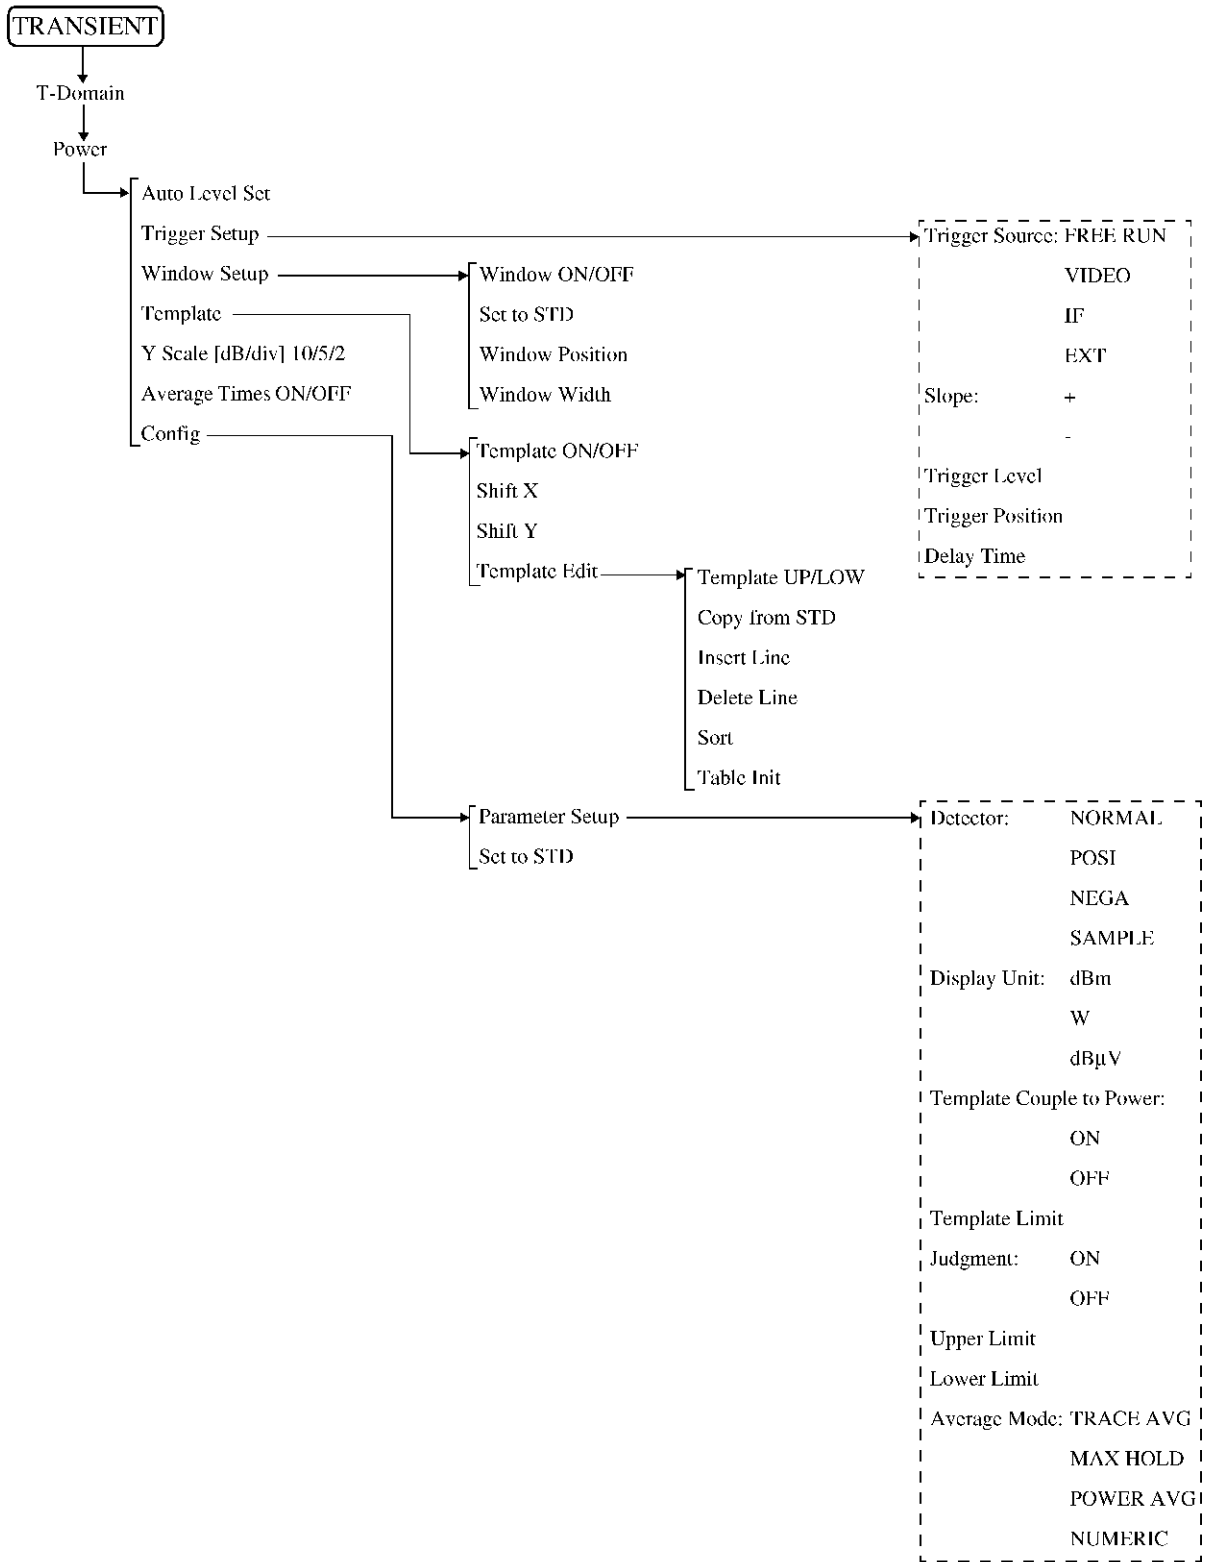 TRANSIENT
T-Domain
Power
Auto Level Set
Trigger Setup
Window Setup
Template
Y Scale [dB/div] 10/5/2
Average Times ON/OFF
Config
Window ON/OFF
Set to STD
Window Position
Window Width
Template ON/OFF
Shift X
Shift Y
Template Edit
Template UP/LOW
Copy from STD
Insert Line
Delete Line
Sort
Table Init
Trigger Source: FREE RUN
VIDEO
IF
EXT
Slope: +
-
Trigger Level
Trigger Position
Delay Time
Parameter Setup
Set to STD
Detector: NORMAL
POSI
NEGA
SAMPLE
Display Unit: dBm
W
dBµV
Template Couple to Power:
ON
OFF
Template Limit
Judgment: ON
OFF
Upper Limit
Lower Limit
Average Mode: TRACE AVG
MAX HOLD
POWER AVG
NUMERIC